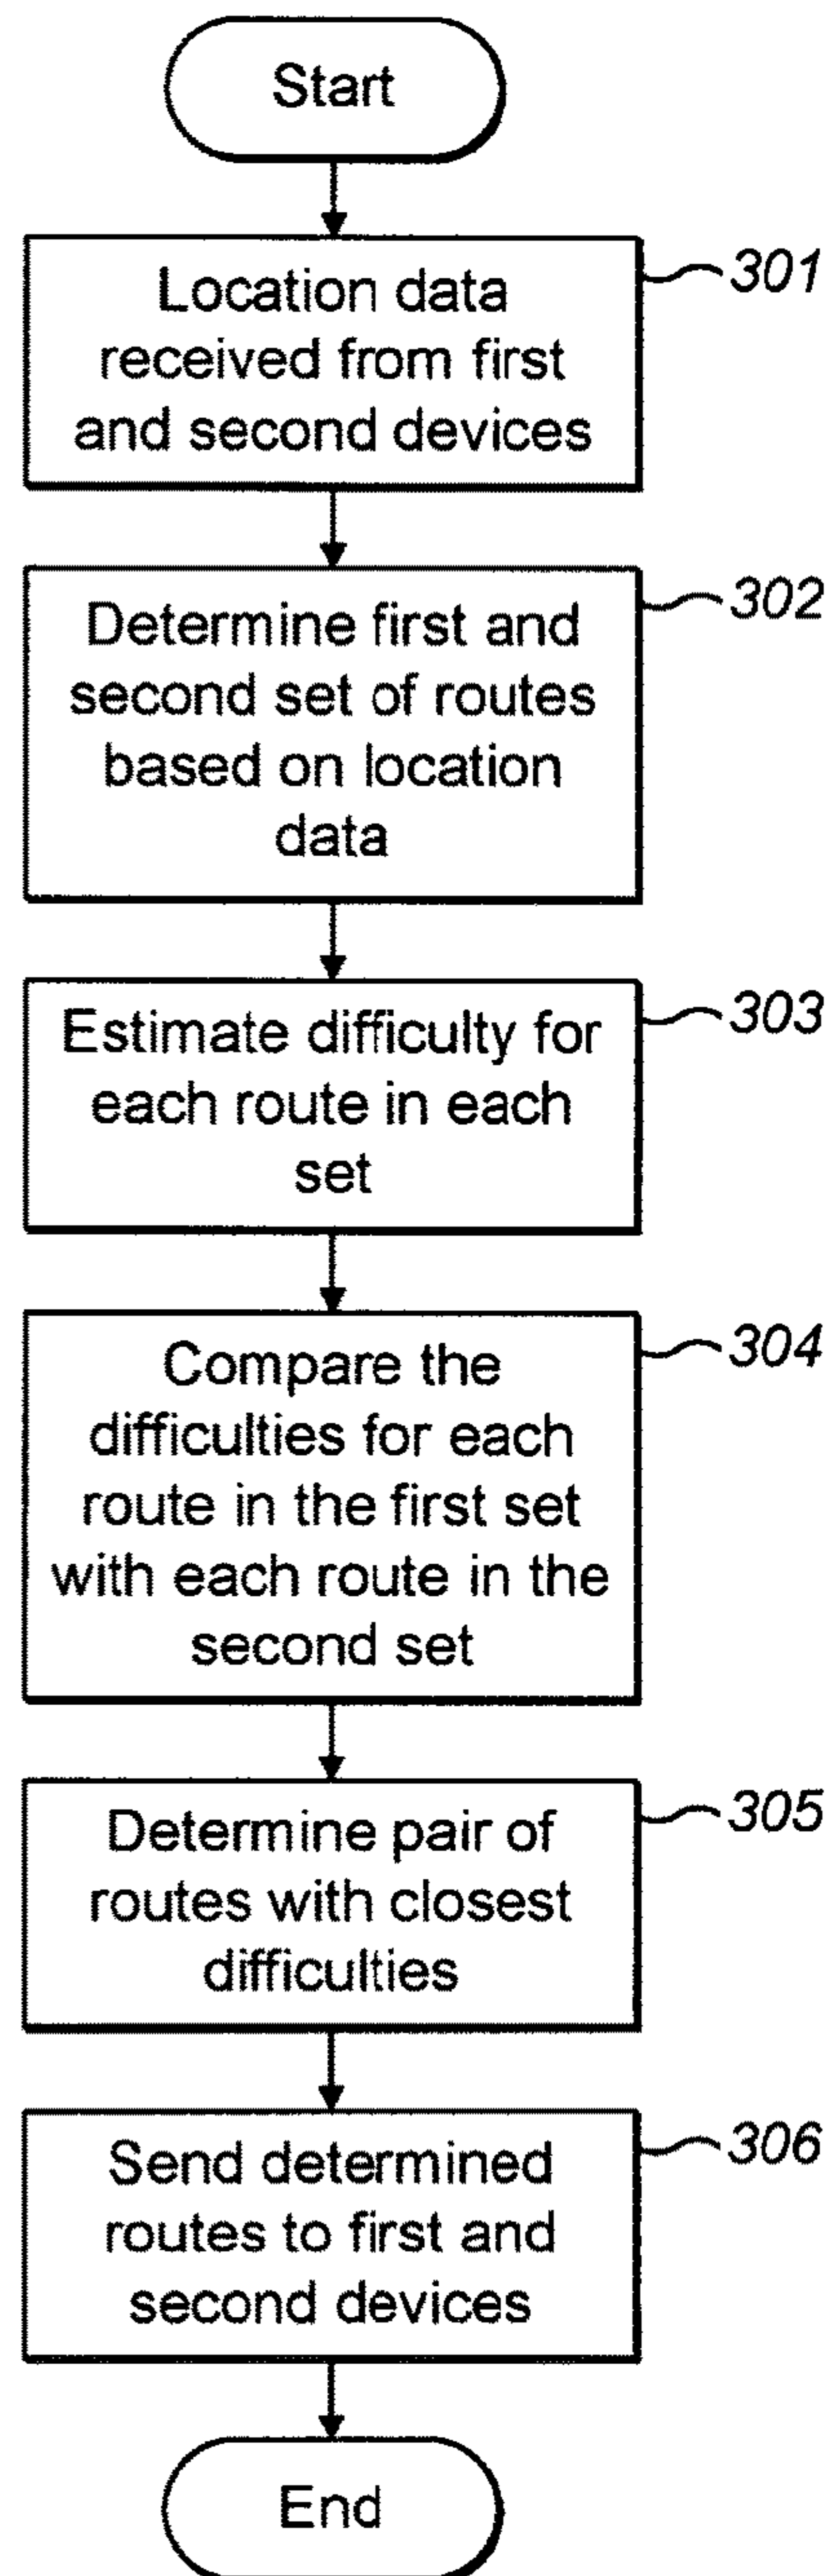 Start
Location data
received from first
and second devices
301
Determine first and
second set of routes
based on location
data
302
Estimate difficulty for
each route in each
set
303
Compare the
difficulties for each
route in the first set
with each route in the
second set
304
Determine pair of
routes with closest
difficulties
305
Send determined
routes to first and
second devices
306
End